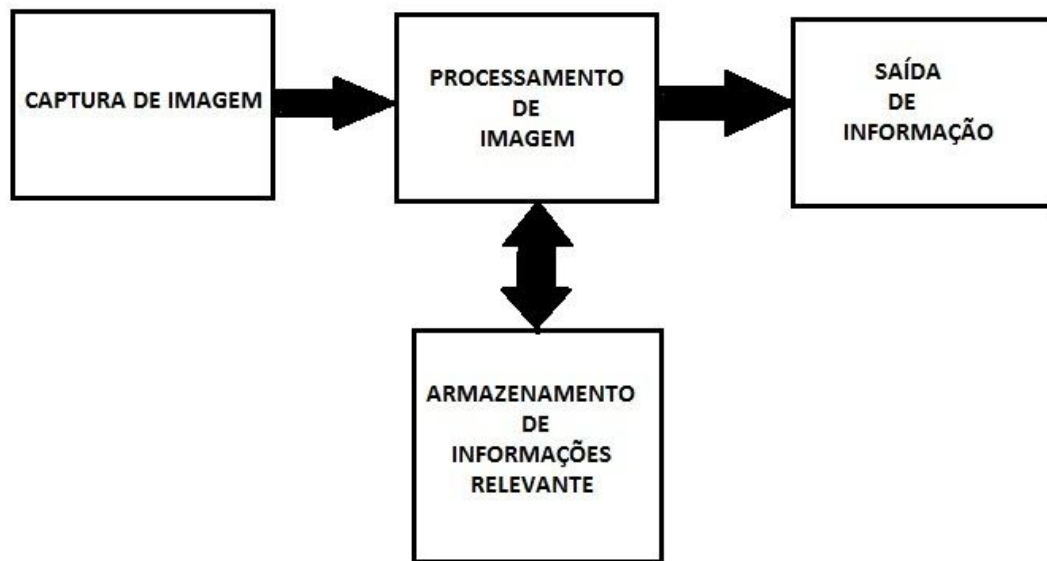 CAPTURA DE IMAGEM
PROCESSAMENTO
DE
IMAGEM
SAÍDA
DE
INFORMAÇÃO
ARMAZENAMENTO
DE
INFORMAÇÕES
RELEVANTE